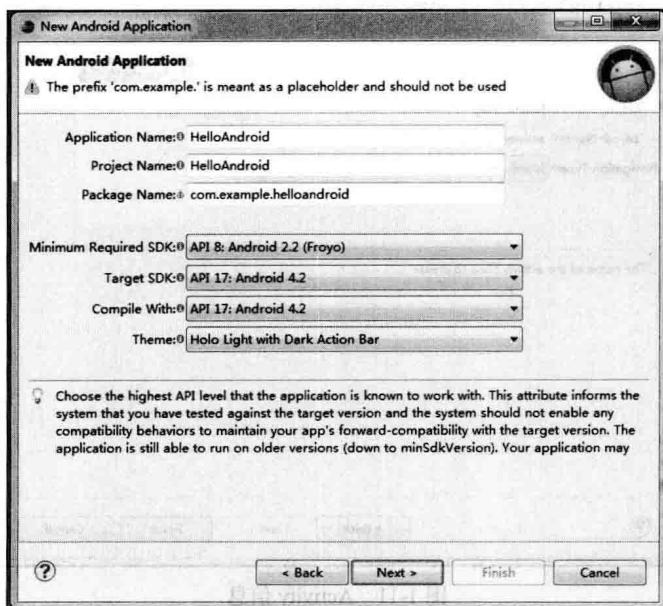 New Android Application
New Android Application
The prefix 'com.example.' is meant as a placeholder and should not be used
Application Name: HelloAndroid
Project Name: HelloAndroid
Package Name: com.example.helloandroid
Minimum Required SDK: API 8: Android 2.2 (Froyo)
Target SDK: API 17: Android 4.2
Compile With: API 17: Android 4.2
Theme: Holo Light with Dark Action Bar
Choose the highest API level that the application is known to work with. This attribute informs the
system that you have tested against the target version and the system should not enable any
compatibility behaviors to maintain your app's forward-compatibility with the target version. The
application is still able to run on older versions (down to minSdkVersion). Your application may
? < Back Next > Finish Cancel